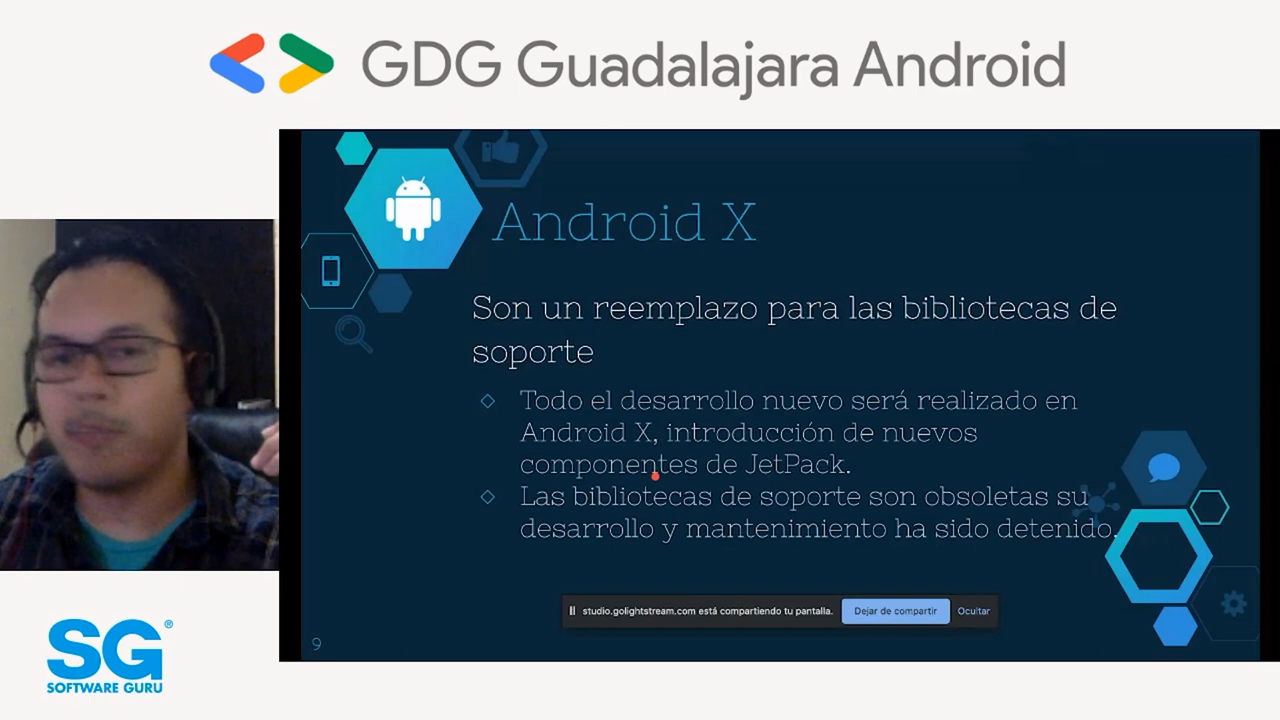 GDG Guadalajara Android
Android X
Son un reemplazo para las bibliotecas de
soporte
Todo el desarrollo nuevo será realizado en
Android X, introducción de nuevos
componentes de JetPack.
Las bibliotecas de soporte son obsoletas su
desarrollo y mantenimiento ha sido detenido.
studio.golightstream.com está compartiendo tu pantalla.
Dejar de compartir
Ocultar
9
SG®
SOFTWARE GURU